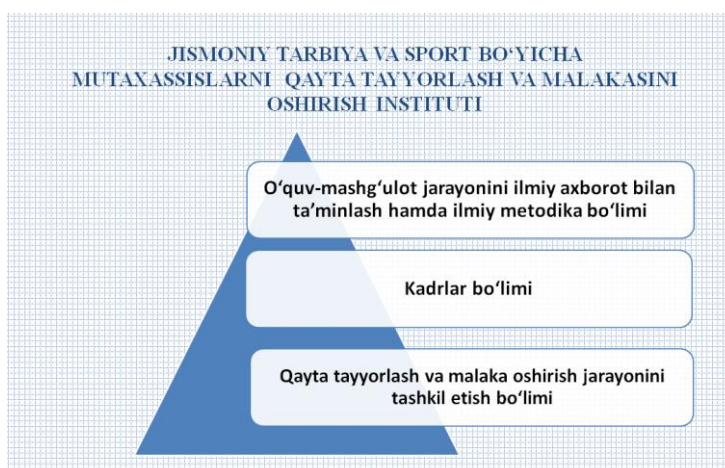 JISMONIY TARBIYA VA SPORT BO‘YICHA
MUTAXASSISLARNI QAYTA TAYYORLASH VA MALAKASINI
OSHIRISH INSTITUTI
O‘quv-mashg‘ulot jarayonini ilmiy axborot bilan
ta’minlash hamda ilmiy metodika bo‘limi
Kadrlar bo‘limi
Qayta tayyorlash va malaka oshirish jarayonini
tashkil etish bo‘limi